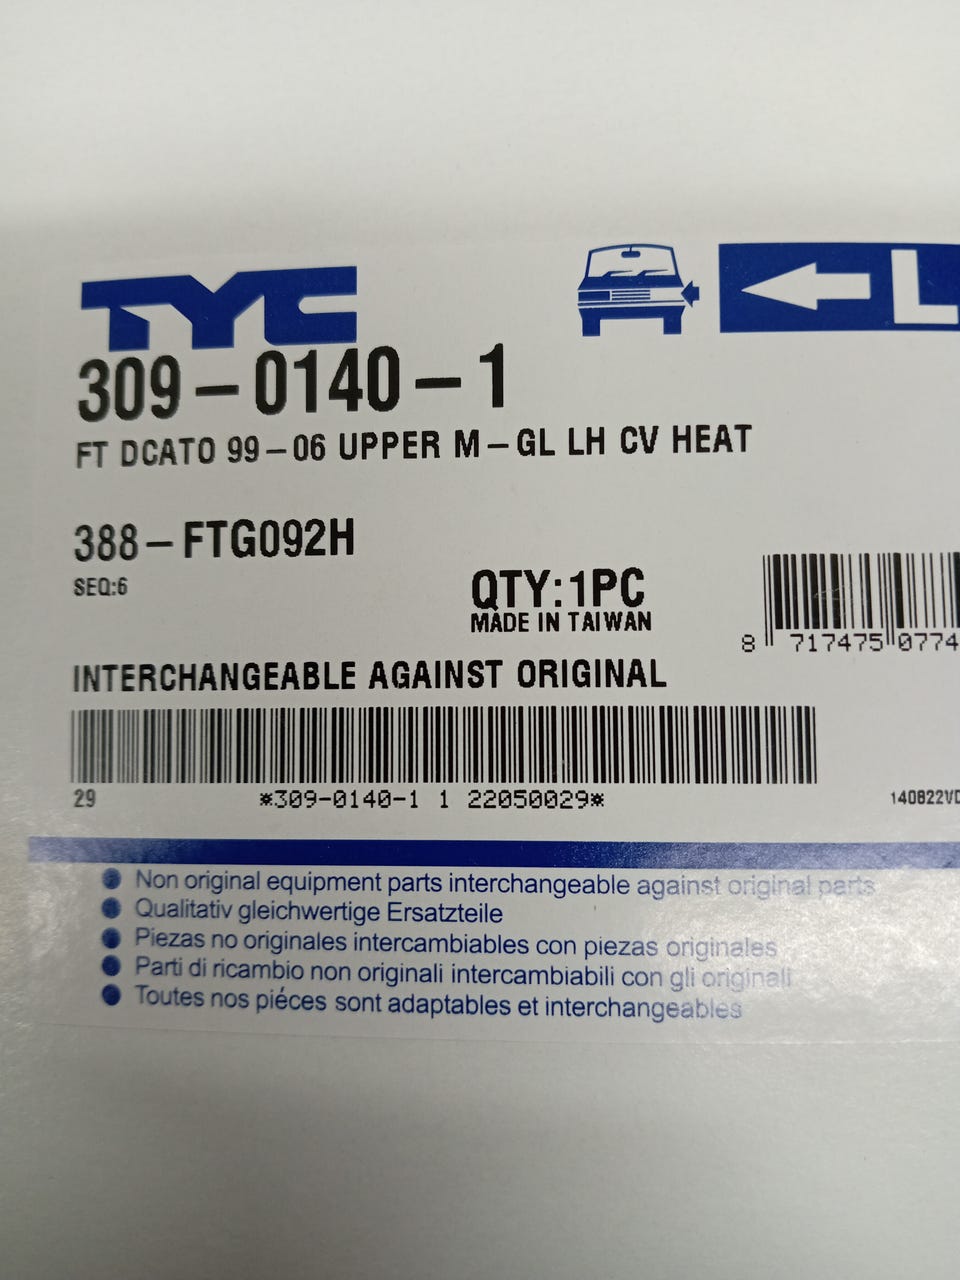 TYC
L
309-0140-1
FT DCATO 99-06 UPPER M-GL LH CV HEAT
388-FTG092H
SEQ:6
QTY:1PC
MADE IN TAIWAN
8 717475 0774
INTERCHANGEABLE AGAINST ORIGINAL
29 *309-0140-1 1 22050029* 140822VD
Non original equipment parts interchangeable against original parts
Qualitativ gleichwertige Ersatzteile
Piezas no originales intercambiables con piezas originales
Parti di ricambio non originali intercambiabili con gli originali
Toutes nos piéces sont adaptables et interchangeables